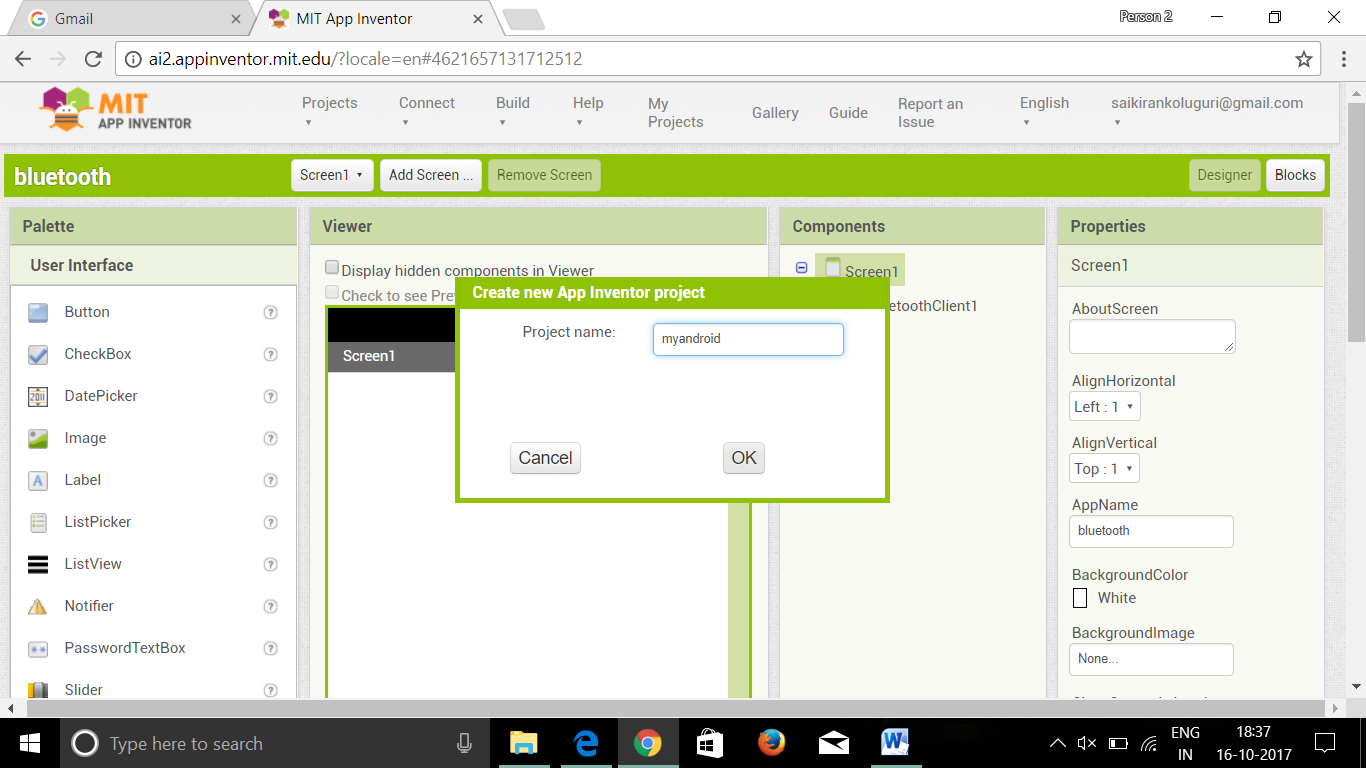 Gmail
MIT App Inventor
Person 2
ai2.appinventor.mit.edu/?locale=en#4621657131712512
MIT
APP INVENTOR
Projects
Connect
Build
Help
My
Projects
Gallery
Guide
Report an
Issue
English
saikirankoluguri@gmail.com
bluetooth
Screen1
Add Screen ...
Remove Screen
Designer
Blocks
Palette
Viewer
Components
Properties
User Interface
Display hidden components in Viewer
Screen1
Screen1
Check to see Prev
etoothClient1
Screen1
Create new App Inventor project
Project name:
myandroid
Cancel
OK
Button
CheckBox
DatePicker
2011
Image
Label
A
ListPicker
ListView
Notifier
PasswordTextBox
Slider
AboutScreen
AlignHorizontal
Left : 1
AlignVertical
Top : 1
AppName
bluetooth
BackgroundColor
White
BackgroundImage
None...
Type here to search
ENG
IN
18:37
16-10-2017